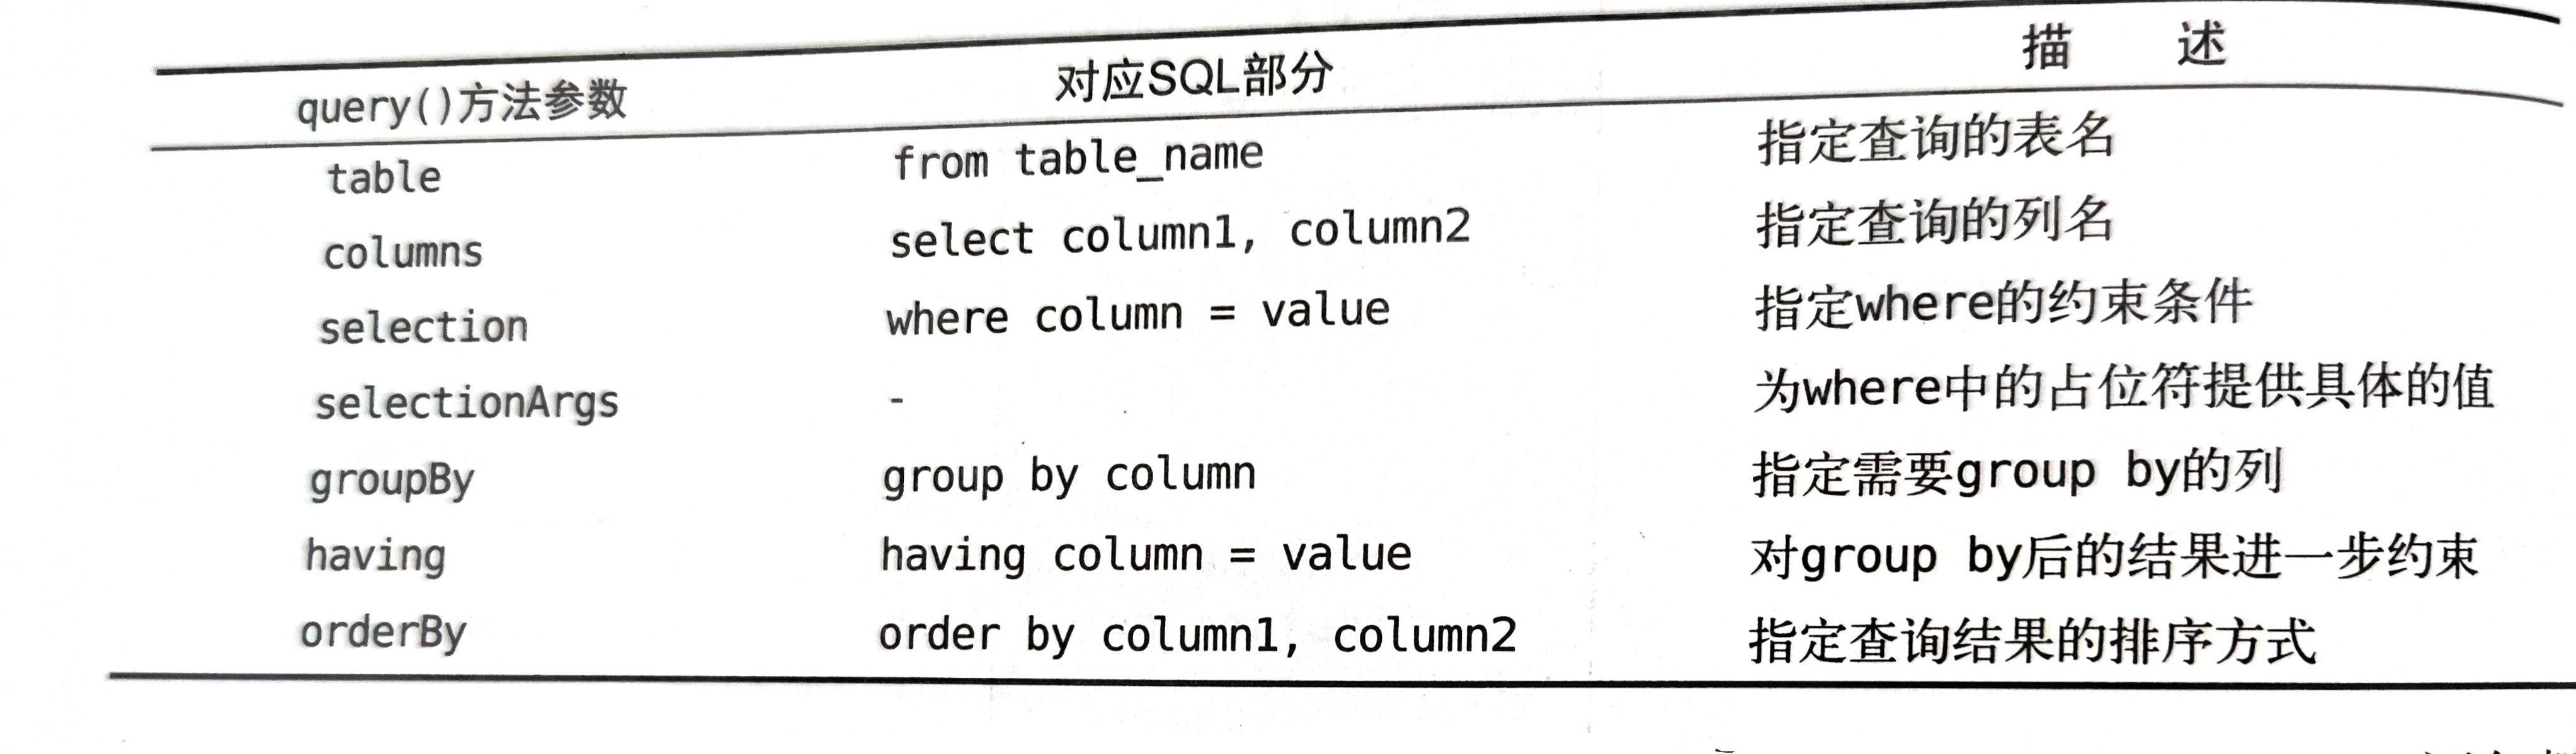 query()方法参数 对应SQL部分 描 述
table from table_name 指定查询的表名
columns select column1, column2 指定查询的列名
selection where column = value 指定where的约束条件
selectionArgs - 为where中的占位符提供具体的值
groupBy group by column 指定需要group by的列
having having column = value 对group by后的结果进一步约束
orderBy order by column1, column2 指定查询结果的排序方式